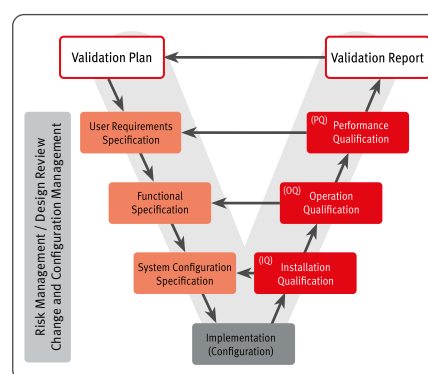 Validation Plan
Validation Report
User Requirements
Specification
(PQ) Performance
Qualification
Functional
Specification
(OQ) Operation
Qualification
System Configuration
Specification
(IQ) Installation
Qualification
Implementation
(Configuration)
Risk Management / Design Review
Change and Configuration Management